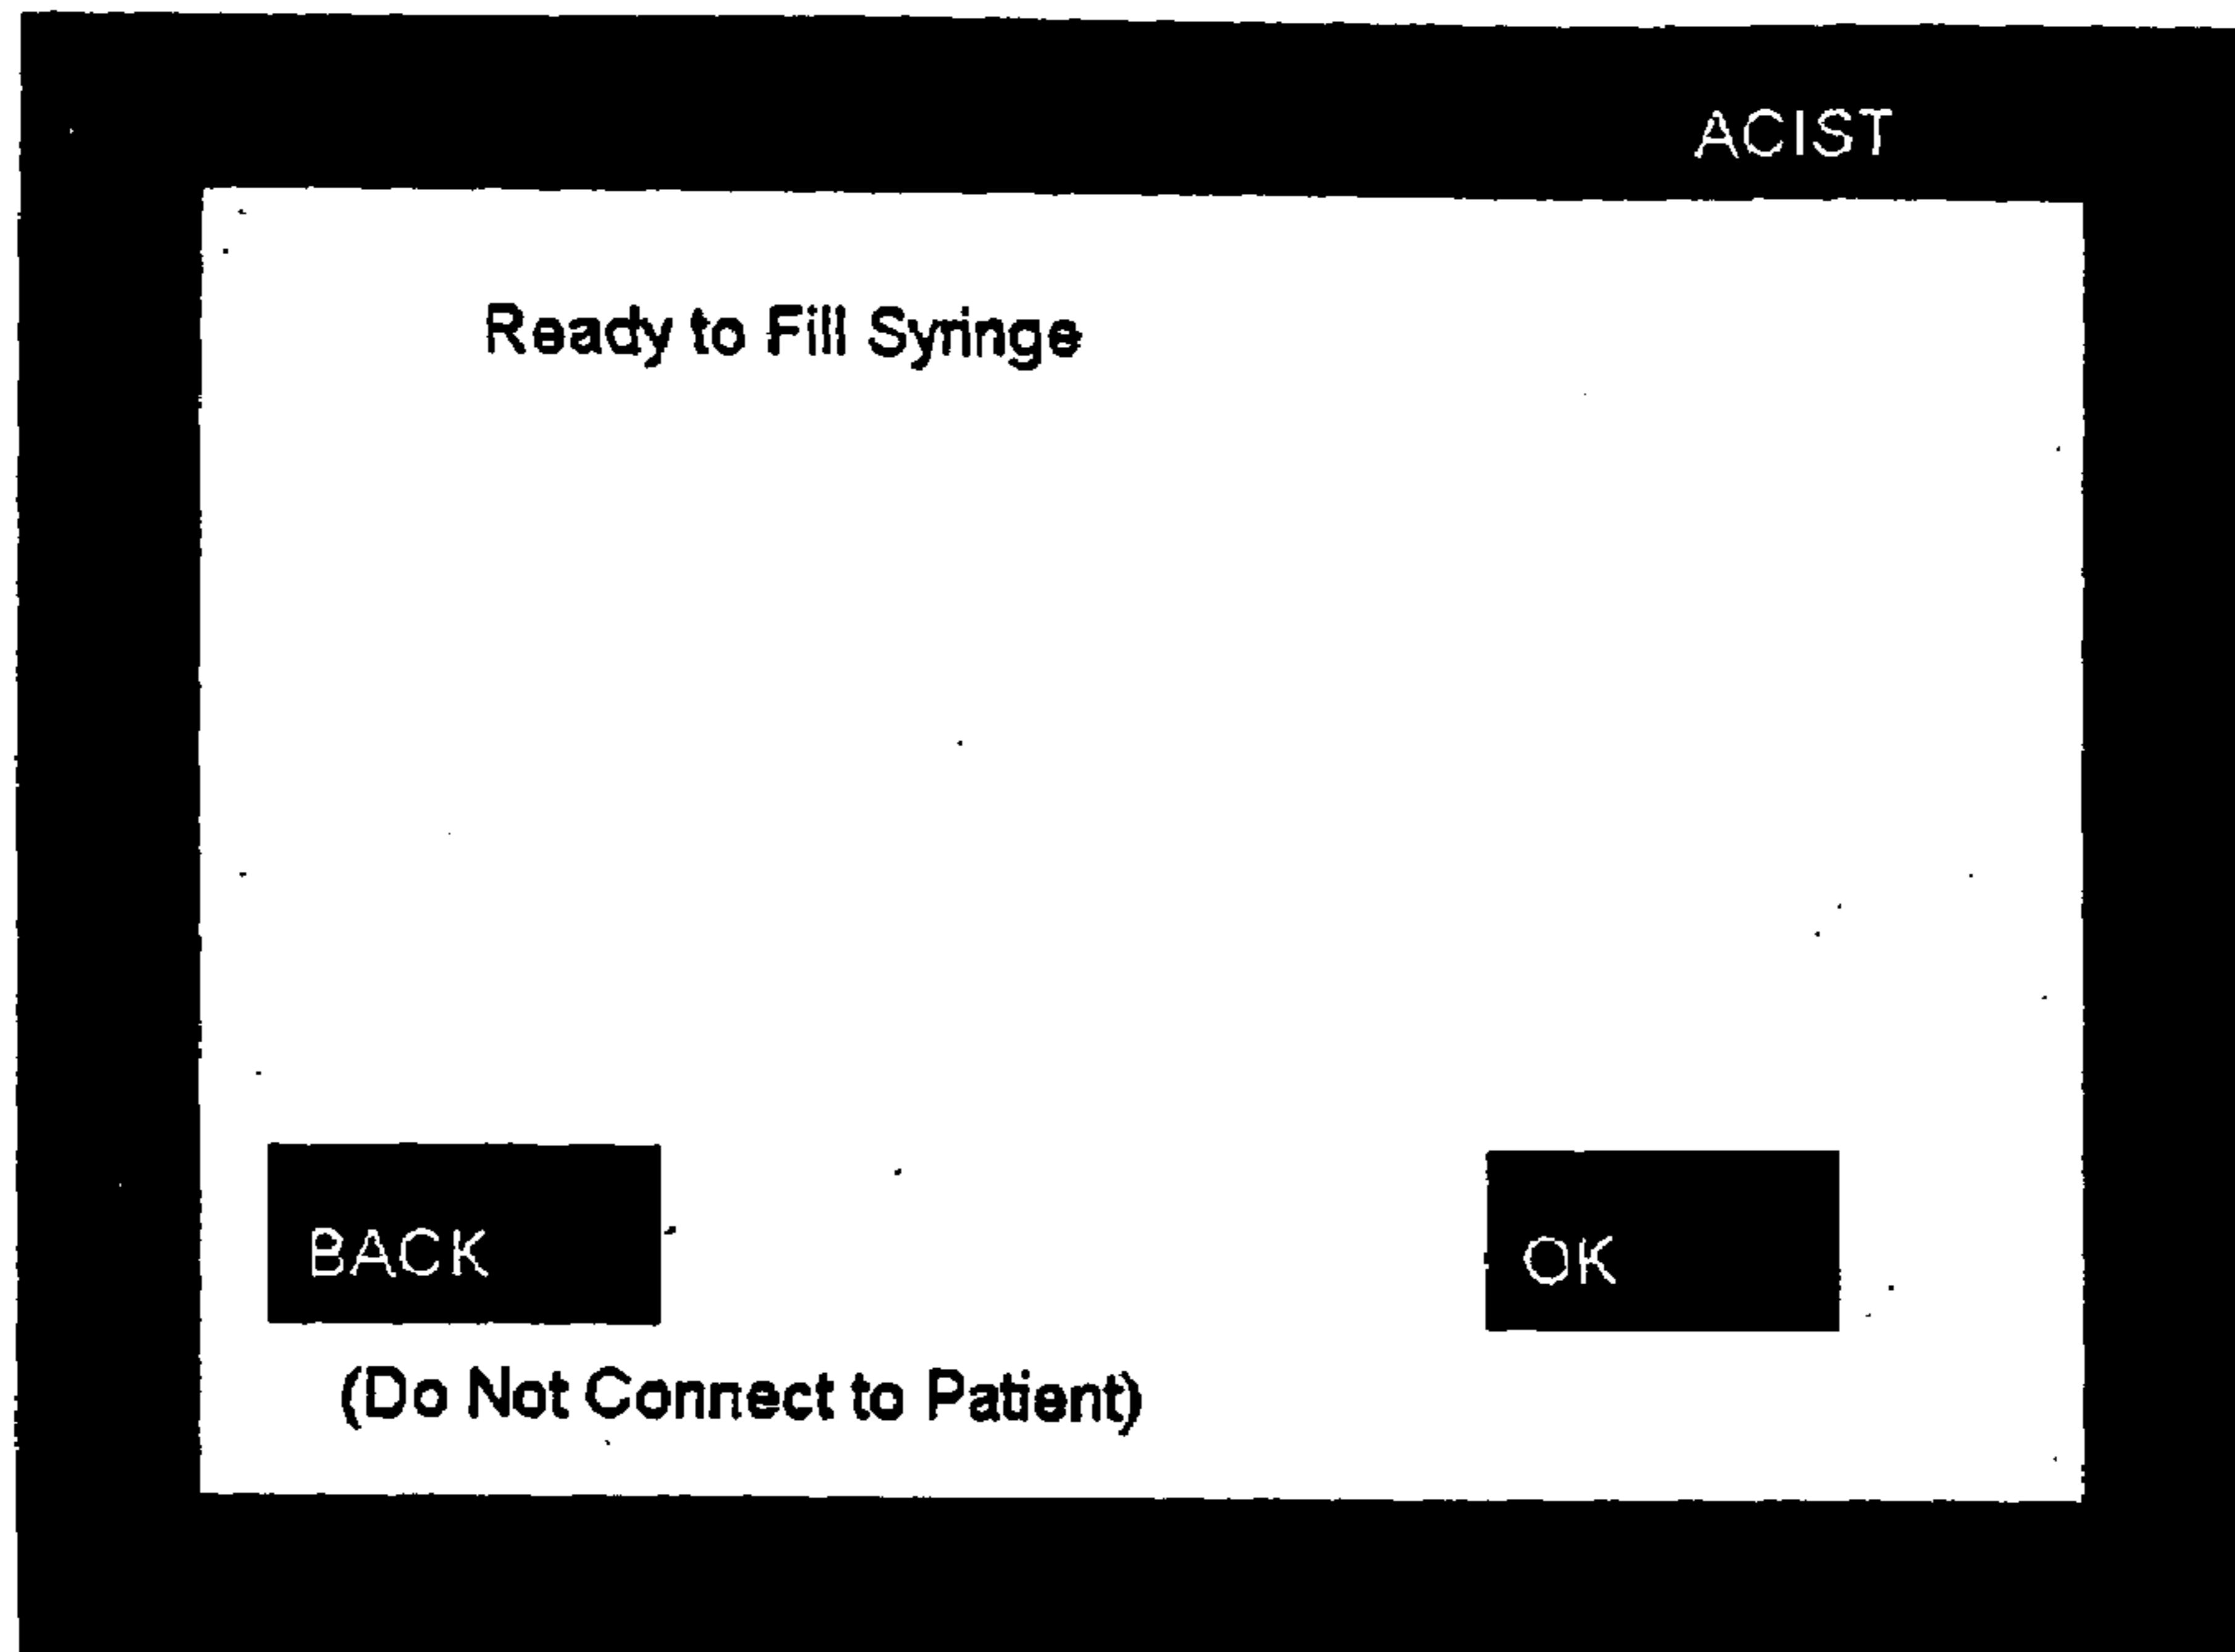 ACIST
Ready to Fill Syringe
BACK
OK
(Do Not Connect to Patient)